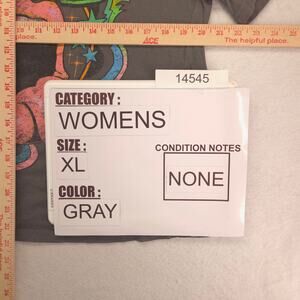 ACE
The helpful place.
14545
CATEGORY :
WOMENS
SIZE :
XL
CONDITION NOTES
NONE
COLOR :
GRAY